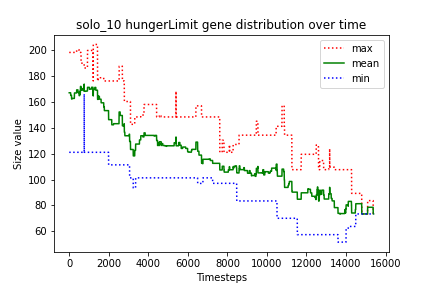 solo_10 hungerLimit gene distribution over time
max
mean
min
Size value
200
180
160
140
120
100
80
60
0 2000 4000 6000 8000 10000 12000 14000 16000
Timesteps